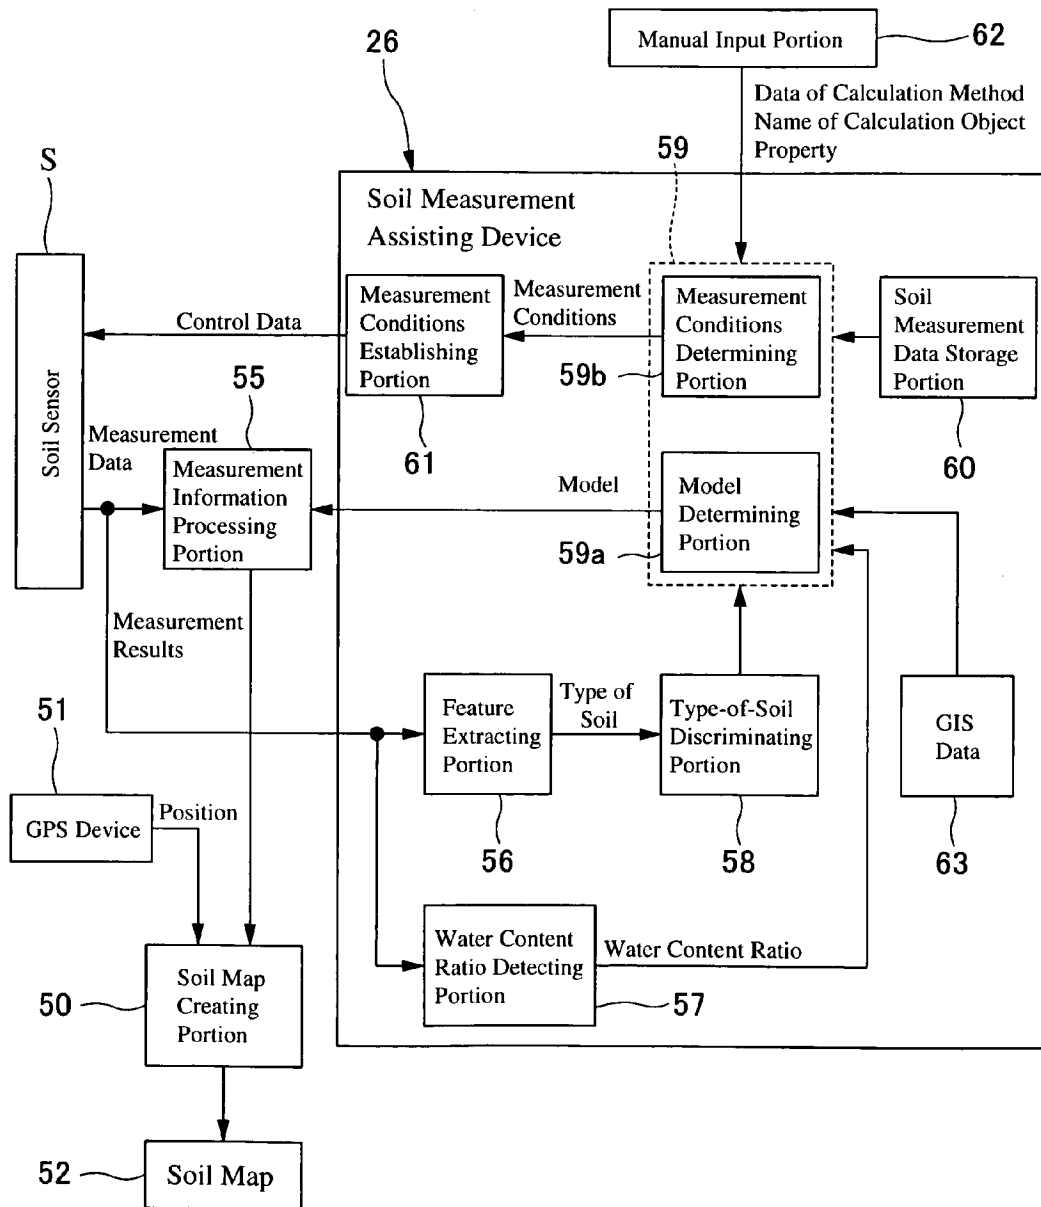 Manual Input Portion
62
26
Data of Calculation Method
Name of Calculation Object
Property
59
S
Soil Measurement
Assisting Device
Soil Sensor
Control Data
Measurement
Conditions
Establishing
Portion
61
Measurement
Conditions
Measurement
Conditions
Determining
Portion
59b
Soil
Measurement
Data Storage
Portion
60
55
Measurement
Data
Measurement
Information
Processing
Portion
Model
Model
Determining
Portion
59a
Measurement
Results
51
GPS Device
Position
Feature
Extracting
Portion
56
Type of
Soil
Type-of-Soil
Discriminating
Portion
58
GIS
Data
63
Water Content
Ratio Detecting
Portion
57
Water Content Ratio
50
Soil Map
Creating
Portion
52
Soil Map